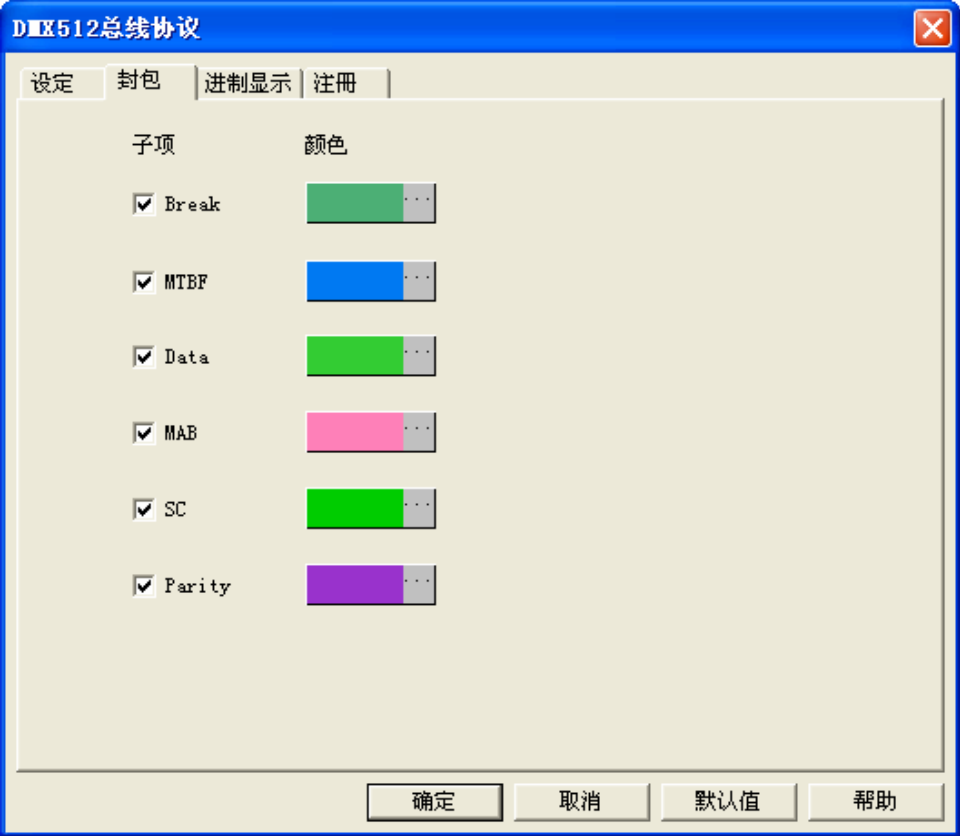 DMX512总线协议
设定 封包 进制显示 注册
子项 颜色
Break ...
MTBF ...
Data ...
MAB ...
SC ...
Parity ...
确定 取消 默认值 帮助